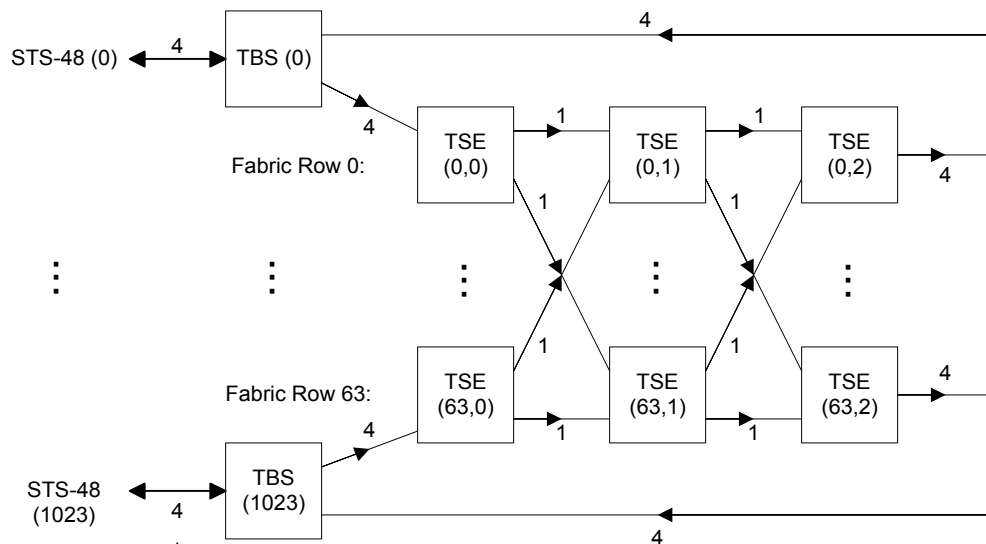 4
STS-48 (0)
4
TBS (0)
4
TSE
(0,0)
1
TSE
(0,1)
1
TSE
(0,2)
4
Fabric Row 0:
1
1
⋮ ⋮ ⋮ ⋮ ⋮
1
1
Fabric Row 63:
TSE
(63,0)
1
TSE
(63,1)
1
TSE
(63,2)
4
4
STS-48
(1023)
4
TBS
(1023)
4